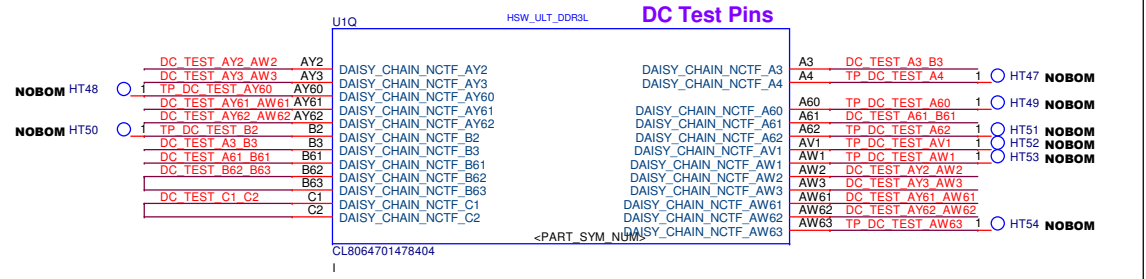 U1Q HSW_ULT_DDR3L DC Test Pins
DC_TEST_AY2_AW2 AY2 DAISY_CHAIN_NCTF_AY2 DAISY_CHAIN_NCTF_A3 A3 DC_TEST_A3_B3
DC_TEST_AY3_AW3 AY3 DAISY_CHAIN_NCTF_AY3 DAISY_CHAIN_NCTF_A4 A4 TP_DC_TEST_A4 1 HT47 NOBOM
NOBOM HT48 1 TP_DC_TEST_AY60 AY60 DAISY_CHAIN_NCTF_AY60
DC_TEST_AY61_AW61 AY61 DAISY_CHAIN_NCTF_AY61 DAISY_CHAIN_NCTF_A60 A60 TP_DC_TEST_A60 1 HT49 NOBOM
DC_TEST_AY62_AW62 AY62 DAISY_CHAIN_NCTF_AY62 DAISY_CHAIN_NCTF_A61 A61 DC_TEST_A61_B61
NOBOM HT50 1 TP_DC_TEST_B2 B2 DAISY_CHAIN_NCTF_B2 DAISY_CHAIN_NCTF_A62 A62 TP_DC_TEST_A62 1 HT51 NOBOM
DC_TEST_A3_B3 B3 DAISY_CHAIN_NCTF_B3 DAISY_CHAIN_NCTF_AV1 AV1 TP_DC_TEST_AV1 1 HT52 NOBOM
DC_TEST_A61_B61 B61 DAISY_CHAIN_NCTF_B61 DAISY_CHAIN_NCTF_AW1 AW1 TP_DC_TEST_AW1 1 HT53 NOBOM
DC_TEST_B62_B63 B62 DAISY_CHAIN_NCTF_B62 DAISY_CHAIN_NCTF_AW2 AW2 DC_TEST_AY2_AW2
B63 DAISY_CHAIN_NCTF_B63 DAISY_CHAIN_NCTF_AW3 AW3 DC_TEST_AY3_AW3
DC_TEST_C1_C2 C1 DAISY_CHAIN_NCTF_C1 DAISY_CHAIN_NCTF_AW61 AW61 DC_TEST_AY61_AW61
C2 DAISY_CHAIN_NCTF_C2 DAISY_CHAIN_NCTF_AW62 AW62 DC_TEST_AY62_AW62
<PART_SYM_NUM> DAISY_CHAIN_NCTF_AW63 AW63 TP_DC_TEST_AW63 1 HT54 NOBOM
CL8064701478404